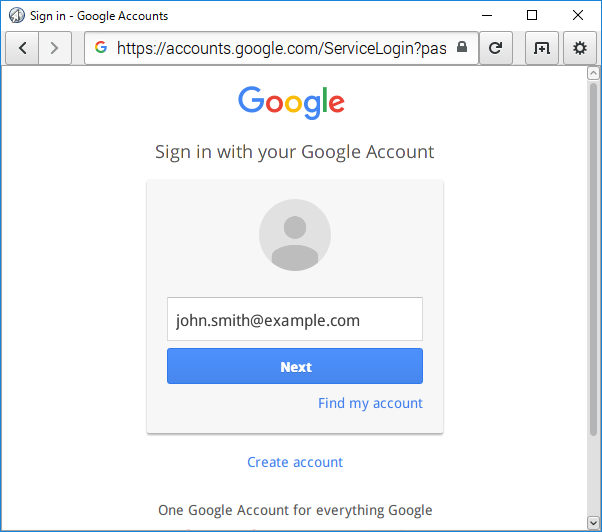 Sign in - Google Accounts
https://accounts.google.com/ServiceLogin?pas
Google
Sign in with your Google Account
john.smith@example.com
Next
Find my account
Create account
One Google Account for everything Google